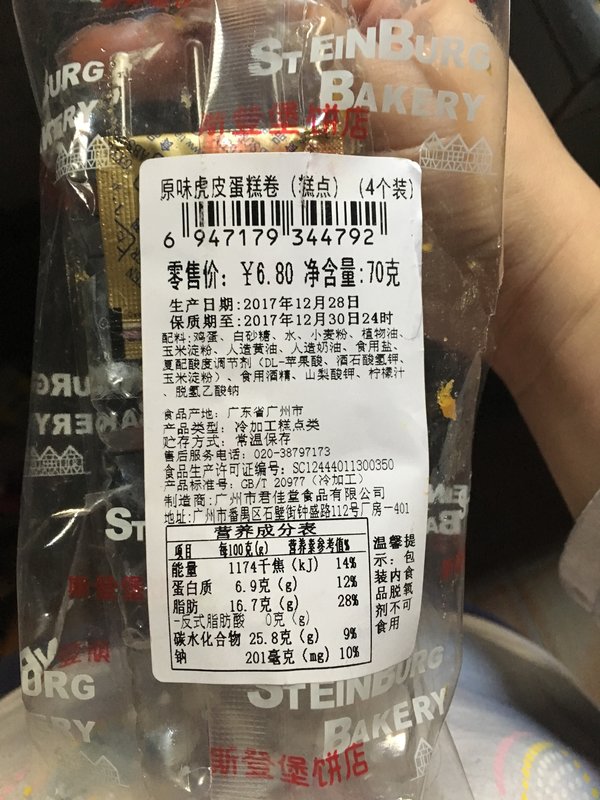 STEINBURG
BAKERY
斯登堡饼店
URG
原味虎皮蛋糕卷（糕点）（4个装）
6 947179 344792
零售价：￥6.80 净含量:70克
生产日期:2017年12月28日
保质期至:2017年12月30日24时
配料:鸡蛋、白砂糖、水、小麦粉、植物油、
玉米淀粉、人造黄油、人造奶油、食用盐、
复配酸度调节剂（DL-苹果酸、酒石酸氢钾、
玉米淀粉）、食用酒精、山梨酸钾、柠檬汁
、脱氢乙酸钠
食品产地：广东省广州市
产品类型：冷加工糕点类
贮存方式：常温保存
售后服务电话：020-38797173
食品生产许可证编号：SC12444011300350
产品标准号：GB/T 20977（冷加工）
制造商:广州市君佳堂食品有限公司
地址:广州市番禺区石壁街钟盛路112号厂房一401
营养成分表
项目 每100克(g) 营养素参考值%
能量 1174千焦（kJ） 14%
蛋白质 6.9克（g） 12%
脂肪 16.7克（g） 28%
-反式脂肪酸 0克（g）
碳水化合物 25.8克（g） 9%
钠 201毫克（mg） 10%
温馨提
示：包
装内食
品脱氧
剂不可
食用
ST
URG
STEINBURG
BAKERY
斯登堡饼店